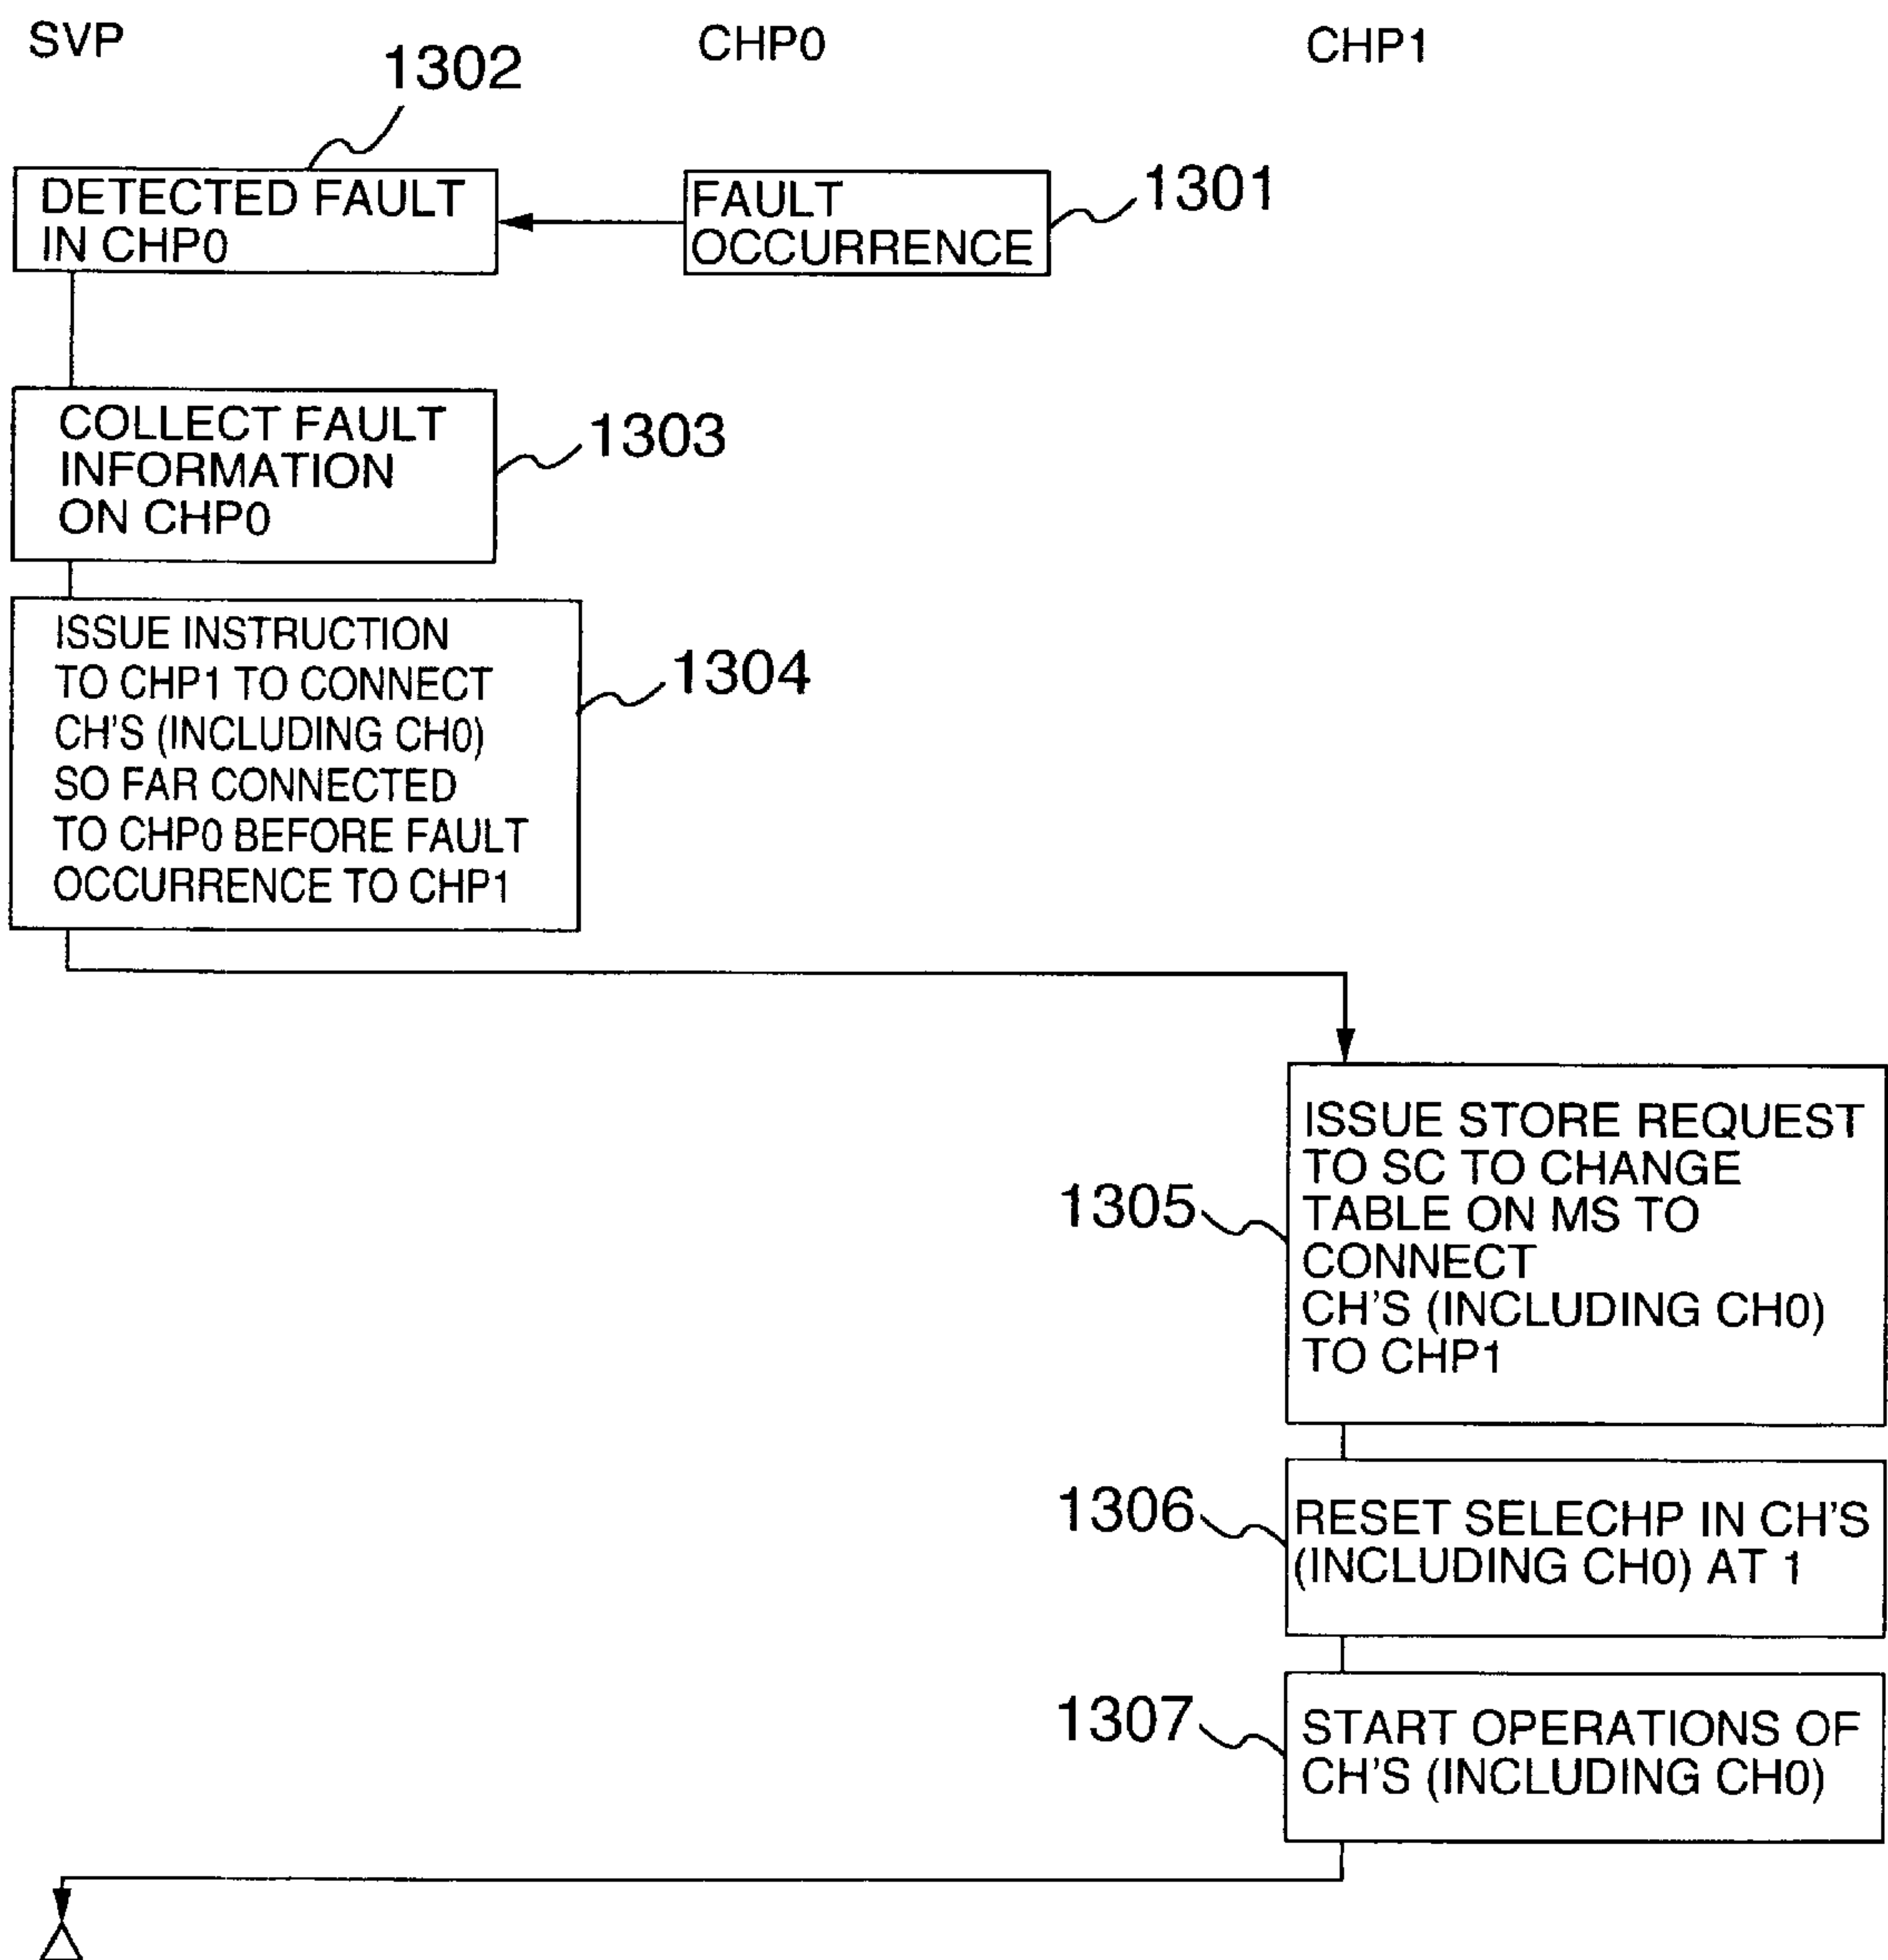 SVP
CHP0
CHP1
1302
DETECTED FAULT
IN CHP0
FAULT
OCCURRENCE
1301
COLLECT FAULT
INFORMATION
ON CHP0
1303
ISSUE INSTRUCTION
TO CHP1 TO CONNECT
CH'S (INCLUDING CH0)
SO FAR CONNECTED
TO CHP0 BEFORE FAULT
OCCURRENCE TO CHP1
1304
1305
ISSUE STORE REQUEST
TO SC TO CHANGE
TABLE ON MS TO
CONNECT
CH'S (INCLUDING CH0)
TO CHP1
1306
RESET SELECHP IN CH'S
(INCLUDING CH0) AT 1
1307
START OPERATIONS OF
CH'S (INCLUDING CH0)